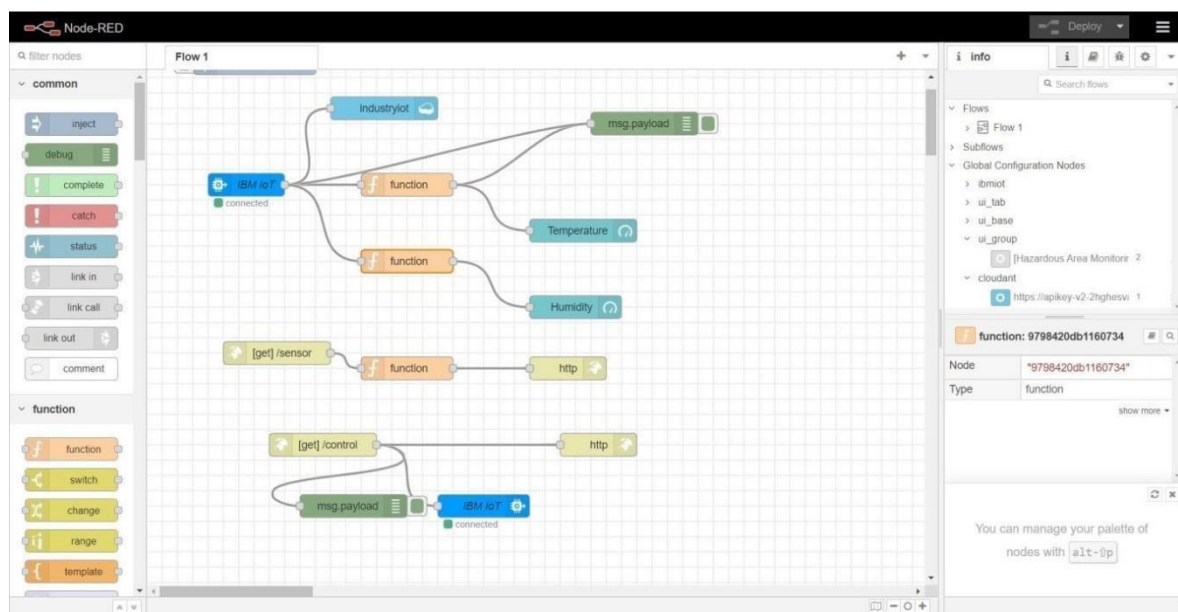 Node-RED
Deploy
filter nodes
common
inject
debug
complete
catch
status
link in
link call
link out
comment
function
function
switch
change
range
template
Flow 1
industryiot
msg.payload
IBM IoT
connected
function
Temperature
function
Humidity
[get] /sensor
function
http
[get] /control
http
msg.payload
IBM IoT
connected
i info
Search flows
Flows
Flow 1
Subflows
Global Configuration Nodes
ibmiot
ui_tab
ui_base
ui_group
[Hazardous Area Monitorin 2
cloudant
https://apikey-v2-2hghesv 1
function: 9798420db1160734
Node "9798420db1160734"
Type function
show more
You can manage your palette of
nodes with alt-⇧p